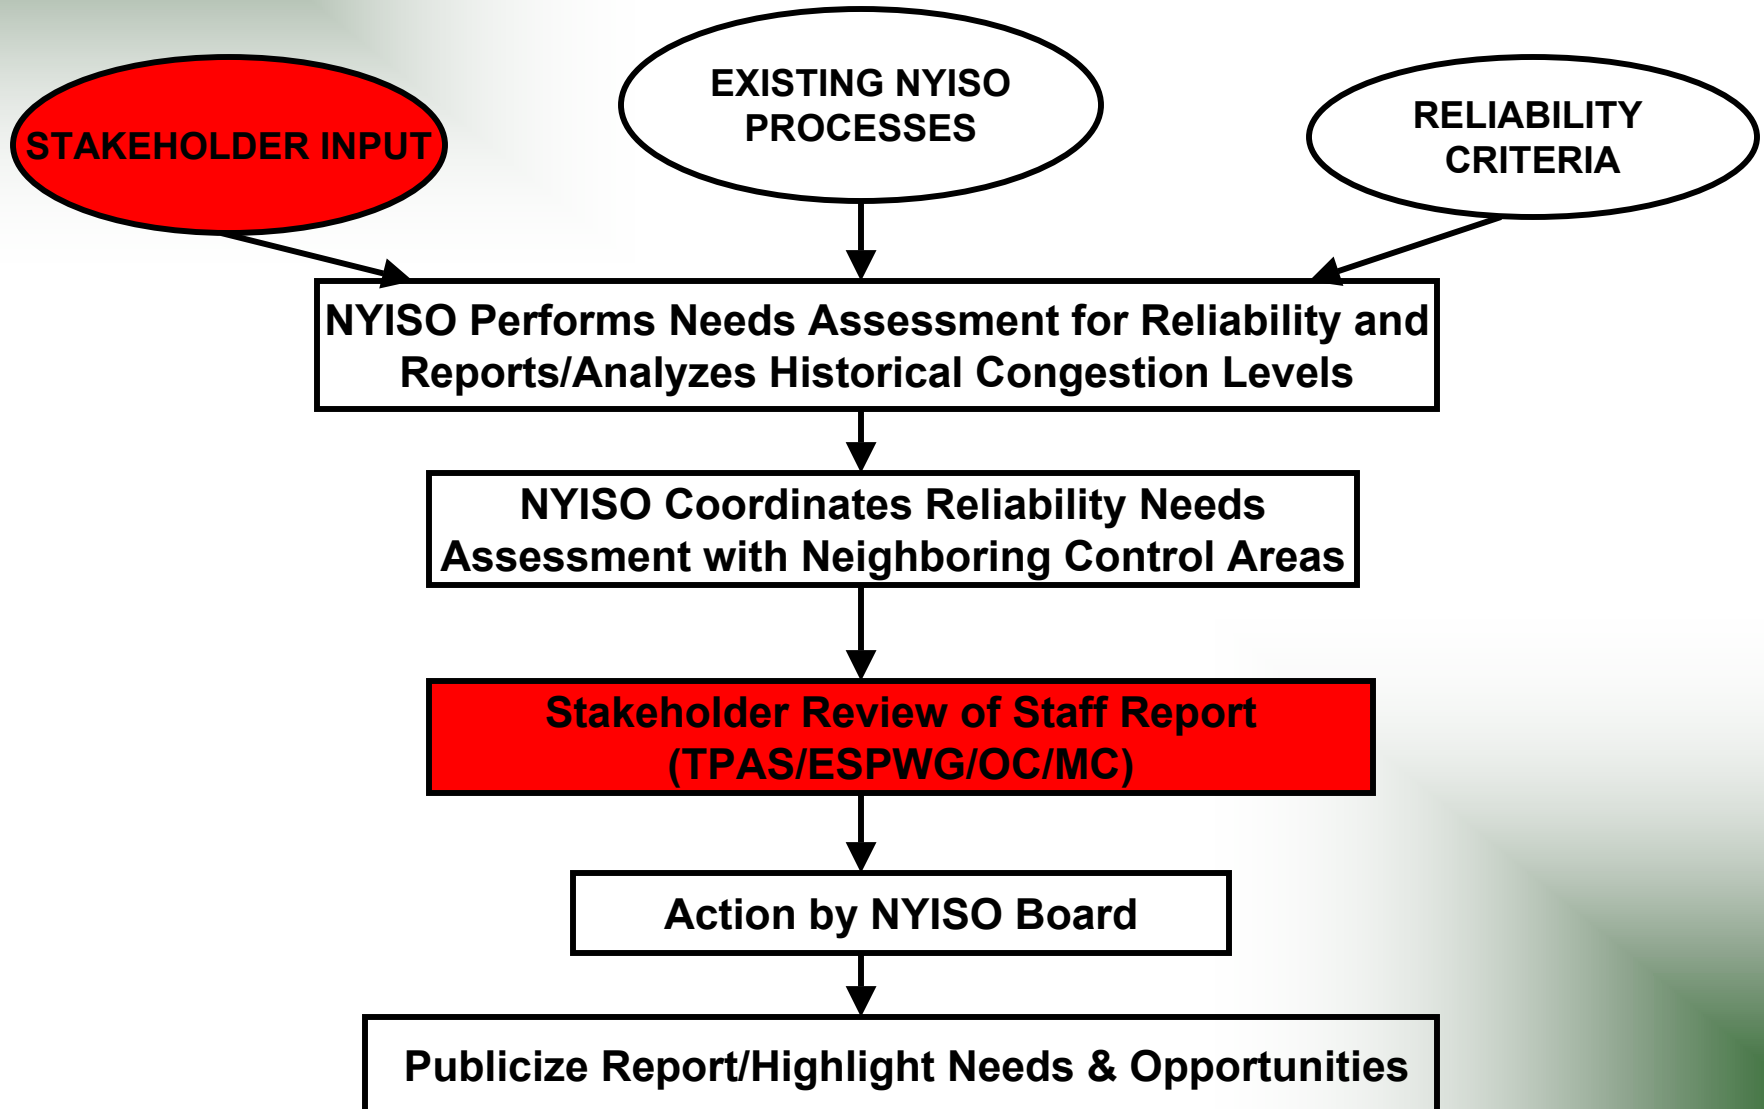 STAKEHOLDER INPUT
EXISTING NYISO
PROCESSES
RELIABILITY
CRITERIA
NYISO Performs Needs Assessment for Reliability and
Reports/Analyzes Historical Congestion Levels
NYISO Coordinates Reliability Needs
Assessment with Neighboring Control Areas
Stakeholder Review of Staff Report
(TPAS/ESPWG/OC/MC)
Action by NYISO Board
Publicize Report/Highlight Needs & Opportunities